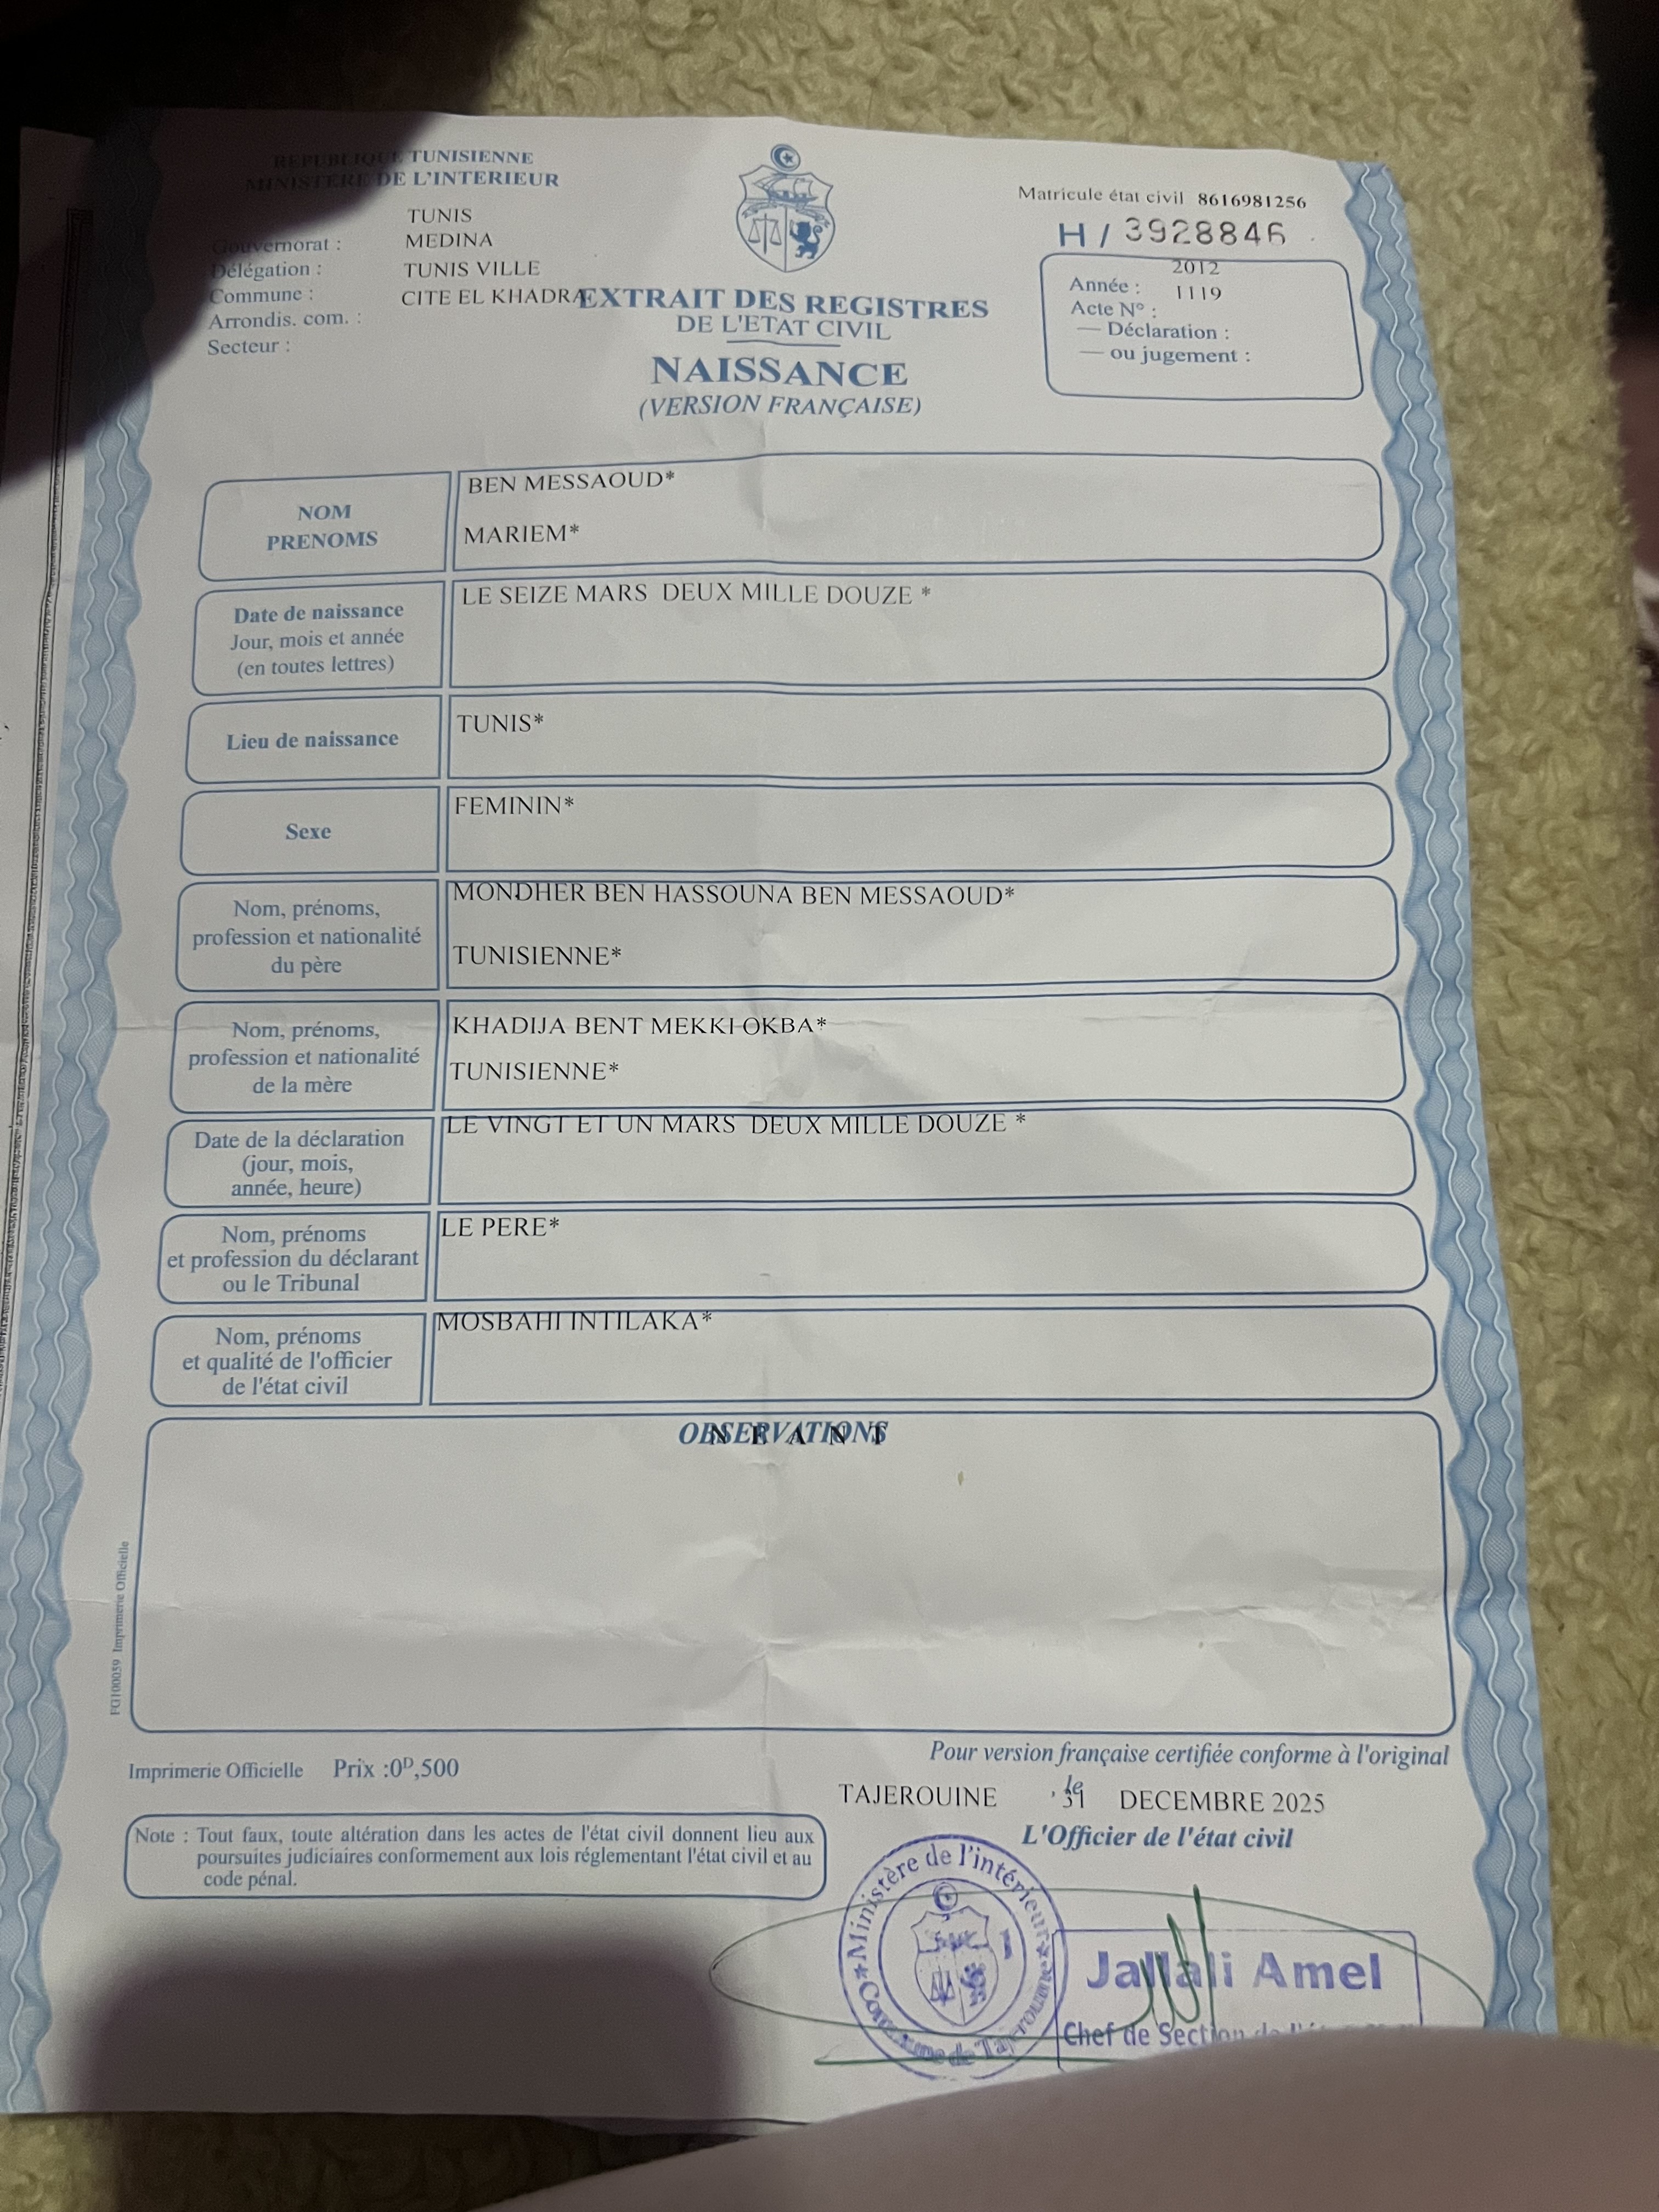 REPUBLIQUE TUNISIENNE
MINISTERE DE L'INTERIEUR
TUNIS
Gouvernorat :
MEDINA
Délégation :
TUNIS VILLE
Commune :
CITE EL KHADRA
Arrondis. com. :
Secteur :
EXTRAIT DES REGISTRES
DE L'ETAT CIVIL
NAISSANCE
(VERSION FRANÇAISE)
Matricule état civil 8616981256
H / 3928846
2012
Année :
1119
Acte N° :
— Déclaration :
— ou jugement :
NOM
PRENOMS
BEN MESSAOUD*
MARIEM*
Date de naissance
Jour, mois et année
(en toutes lettres)
LE SEIZE MARS DEUX MILLE DOUZE *
Lieu de naissance
TUNIS*
Sexe
FEMININ*
Nom, prénoms,
profession et nationalité
du père
MONDHER BEN HASSOUNA BEN MESSAOUD*
TUNISIENNE*
Nom, prénoms,
profession et nationalité
de la mère
KHADIJA BENT MEKKI OKBA*
TUNISIENNE*
Date de la déclaration
(jour, mois,
année, heure)
LE VINGT ET UN MARS DEUX MILLE DOUZE *
Nom, prénoms
et profession du déclarant
ou le Tribunal
LE PERE*
Nom, prénoms
et qualité de l'officier
de l'état civil
MOSBAHI INTILAKA*
OBSERVATIONS
N E A N T
FG100059 Imprimerie Officielle
Imprimerie Officielle Prix :0D,500
Pour version française certifiée conforme à l'original
TAJEROUINE le 31 DECEMBRE 2025
L'Officier de l'état civil
Note : Tout faux, toute altération dans les actes de l'état civil donnent lieu aux
poursuites judiciaires conformement aux lois réglementant l'état civil et au
code pénal.
Ministère de l'intérieur
Commune de Tajerouine
Jallali Amel
Chef de Section de